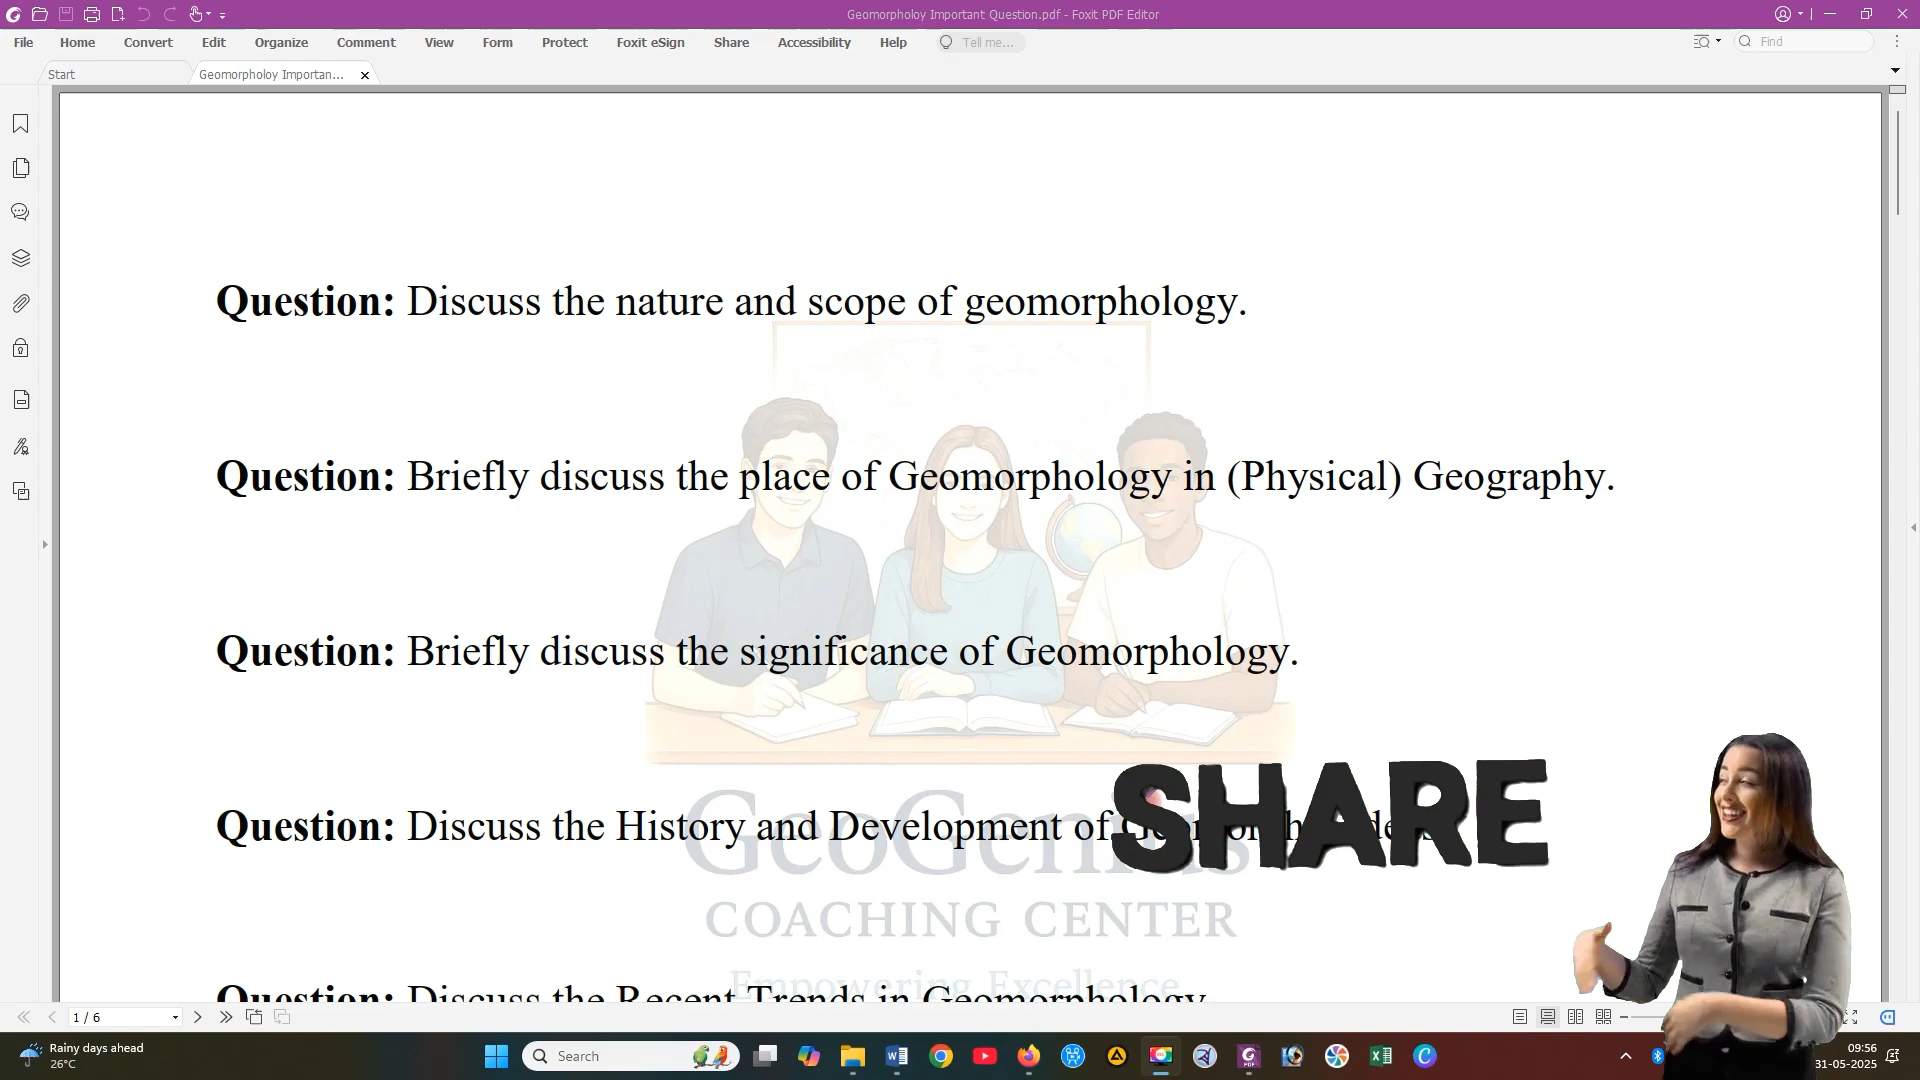 Geomorpholoy Important Question.pdf - Foxit PDF Editor
File Home Convert Edit Organize Comment View Form Protect Foxit eSign Share Accessibility Help Tell me... Find
Start Geomorpholoy Importan...
Question: Discuss the nature and scope of geomorphology.
Question: Briefly discuss the place of Geomorphology in (Physical) Geography.
Question: Briefly discuss the significance of Geomorphology.
SHARE
Question: Discuss the History and Development of
GeoGenius
COACHING CENTER
Empowering Excellence
Question: Discuss the Recent Trends in Geomorphology.
1 / 6
Rainy days ahead
26°C
Search
09:56
31-05-2025